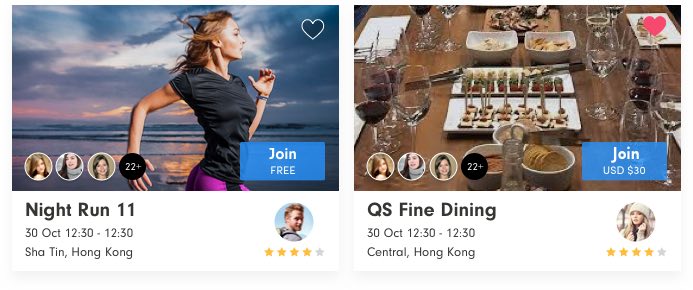 22+
Join
FREE
Night Run 11
30 Oct 12:30 - 12:30
Sha Tin, Hong Kong
22+
Join
USD $30
QS Fine Dining
30 Oct 12:30 - 12:30
Central, Hong Kong